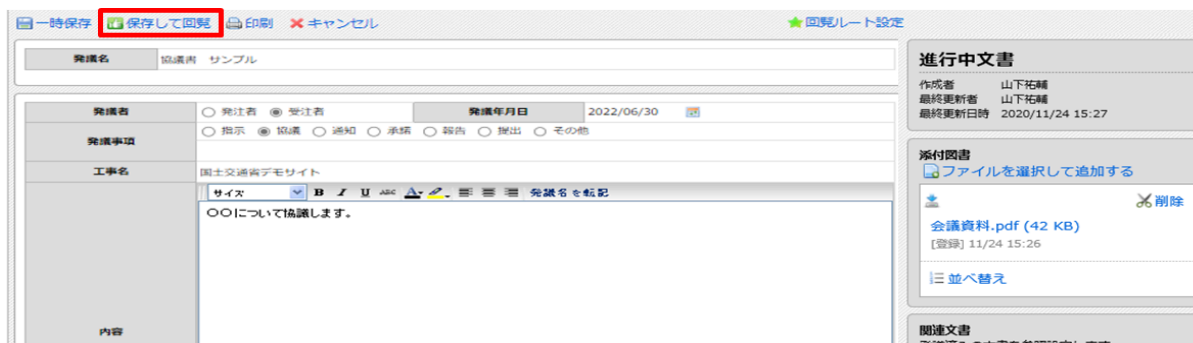 一時保存 保存して回覧 印刷 キャンセル 回覧ルート設定
発議名 協議書 サンプル
発議者 発注者 受注者 発議年月日 2022/06/30
発議事項 指示 協議 通知 承諾 報告 提出 その他
工事名 国土交通省デモサイト
サイズ B I U ABC A 発議名を転記
〇〇について協議します。
内容
進行中文書
作成者 山下祐輔
最終更新者 山下祐輔
最終更新日時 2020/11/24 15:27
添付図書
ファイルを選択して追加する
削除
会議資料.pdf (42 KB)
[登録] 11/24 15:26
並べ替え
関連文書